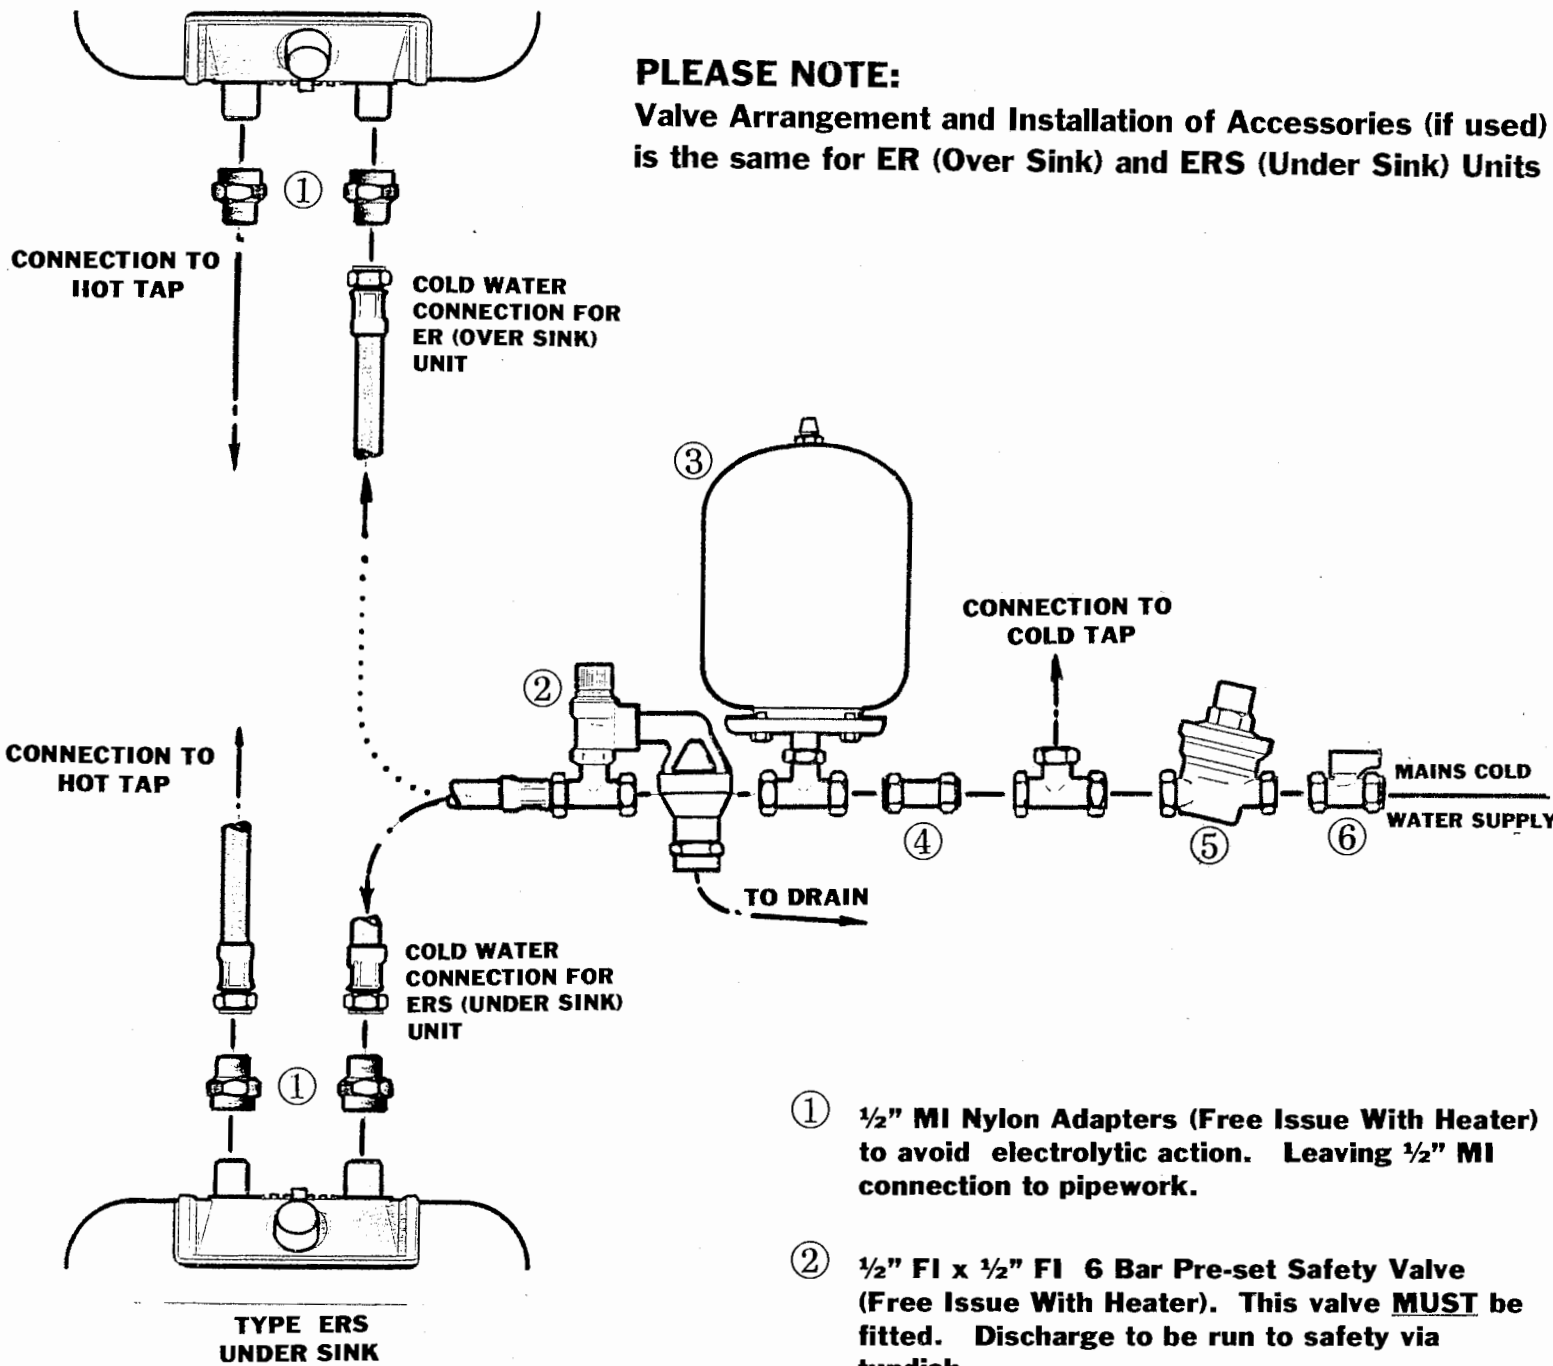 PLEASE NOTE:
Valve Arrangement and Installation of Accessories (if used)
is the same for ER (Over Sink) and ERS (Under Sink) Units
①
CONNECTION TO
HOT TAP
COLD WATER
CONNECTION FOR
ER (OVER SINK)
UNIT
③
CONNECTION TO
COLD TAP
②
CONNECTION TO
HOT TAP
MAINS COLD
WATER SUPPLY
④
⑤
⑥
TO DRAIN
COLD WATER
CONNECTION FOR
ERS (UNDER SINK)
UNIT
①
TYPE ERS
UNDER SINK
① ½” MI Nylon Adapters (Free Issue With Heater)
to avoid electrolytic action. Leaving ½” MI
connection to pipework.
② ½” FI x ½” FI 6 Bar Pre-set Safety Valve
(Free Issue With Heater). This valve MUST be
fitted. Discharge to be run to safety via